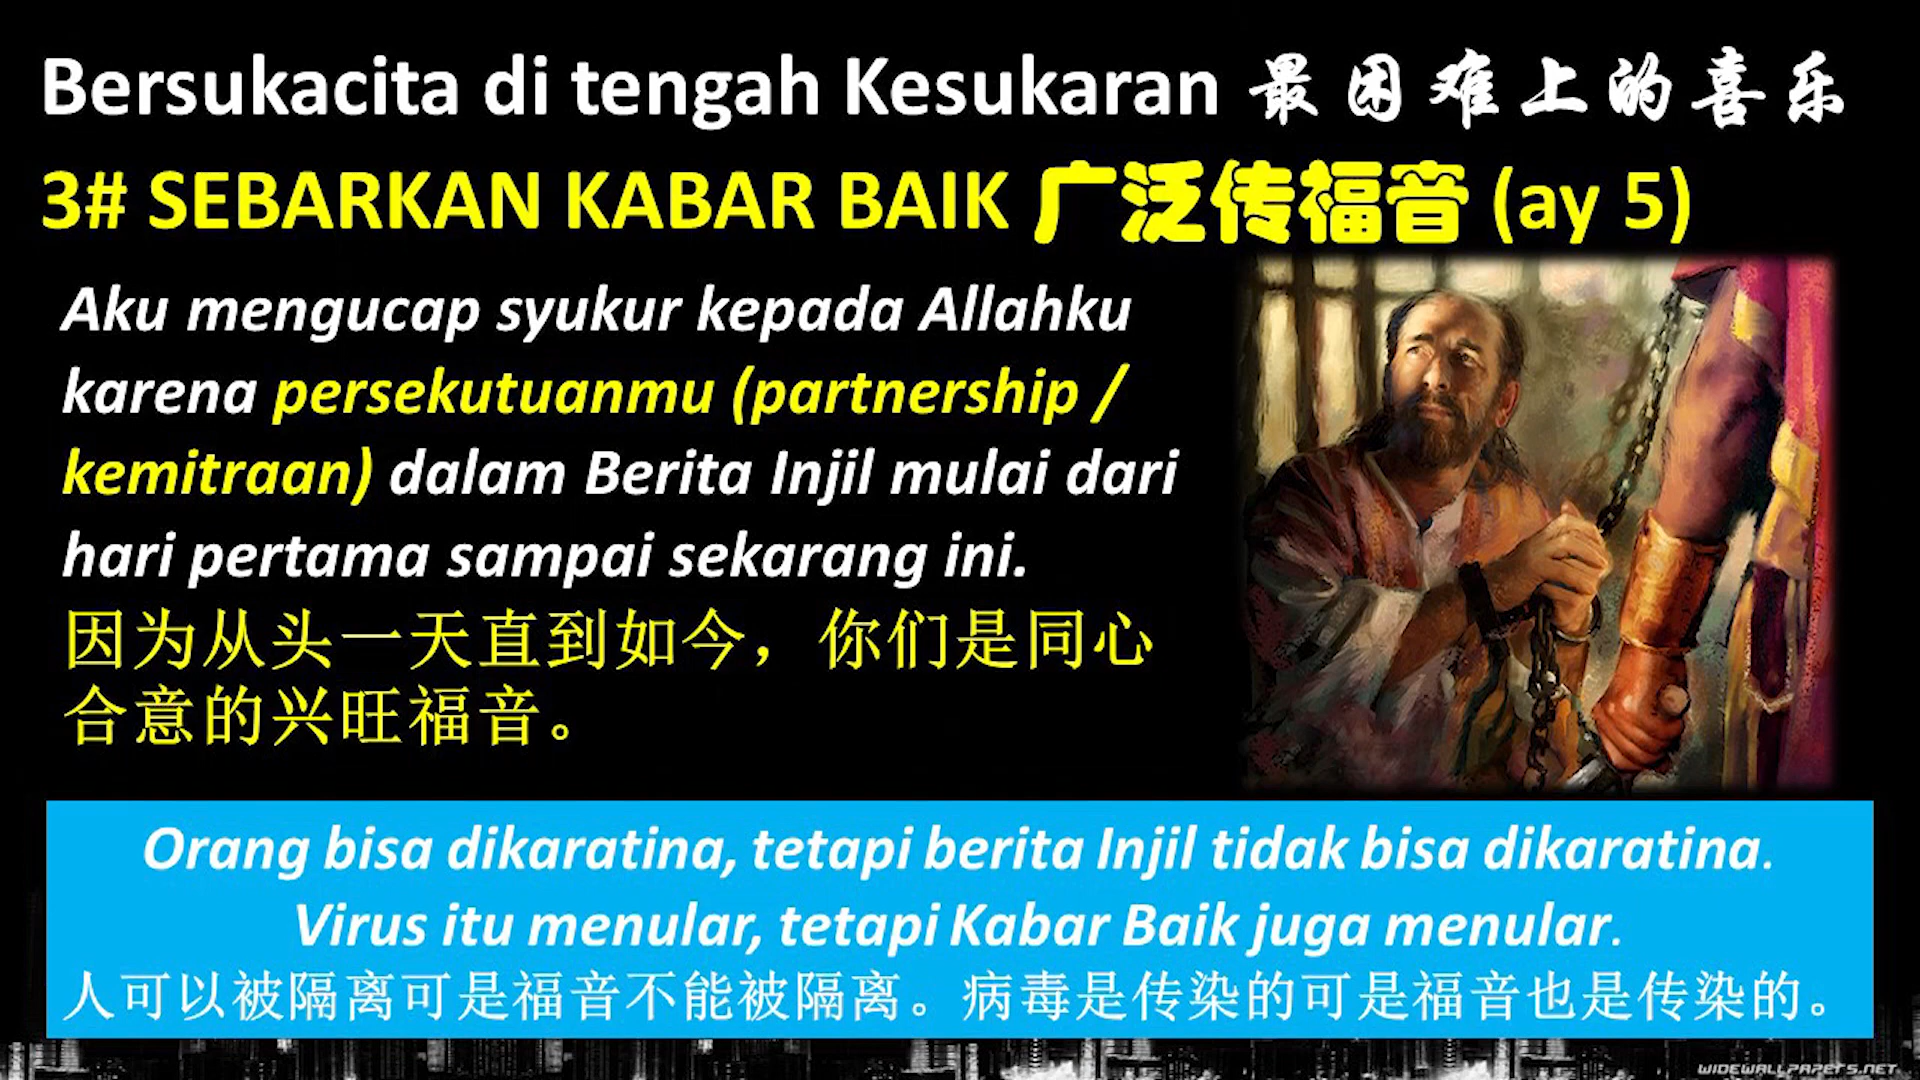 Bersukacita di tengah Kesukaran 最困难上的喜乐
3# SEBARKAN KABAR BAIK 广泛传福音 (ay 5)
Aku mengucap syukur kepada Allahku
karena persekutuanmu (partnership /
kemitraan) dalam Berita Injil mulai dari
hari pertama sampai sekarang ini.
因为从头一天直到如今，你们是同心
合意的兴旺福音。
Orang bisa dikaratina, tetapi berita Injil tidak bisa dikaratina.
Virus itu menular, tetapi Kabar Baik juga menular.
人可以被隔离可是福音不能被隔离。病毒是传染的可是福音也是传染的。
WIDEWALLPAPERS.NET